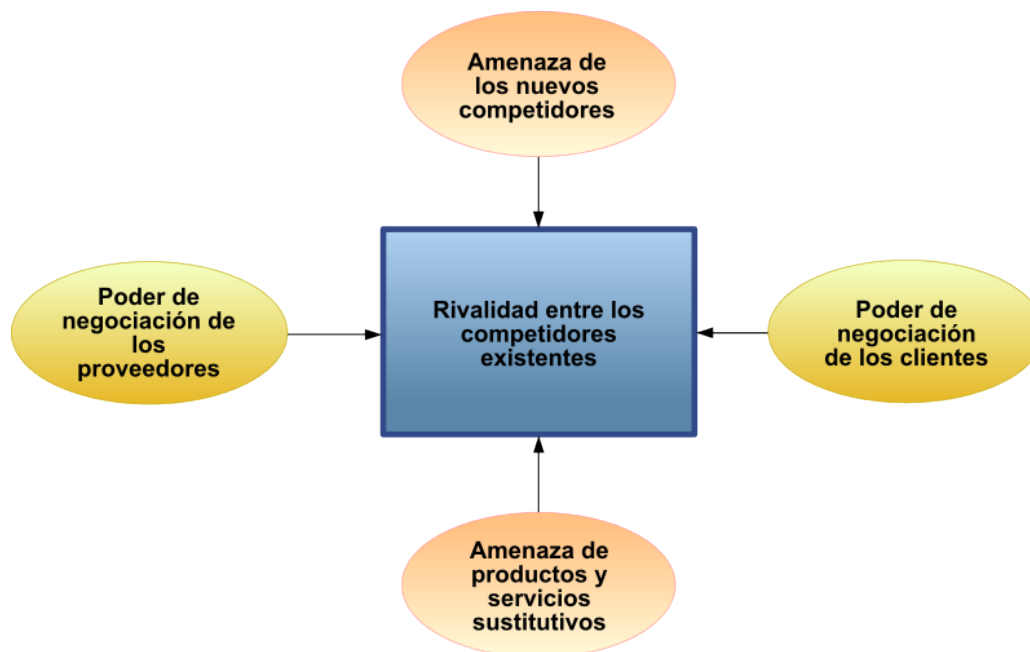 Amenaza de
los nuevos
competidores
Poder de
negociación de
los
proveedores
Rivalidad entre los
competidores
existentes
Poder de
negociación
de los clientes
Amenaza de
productos y
servicios
sustitutivos